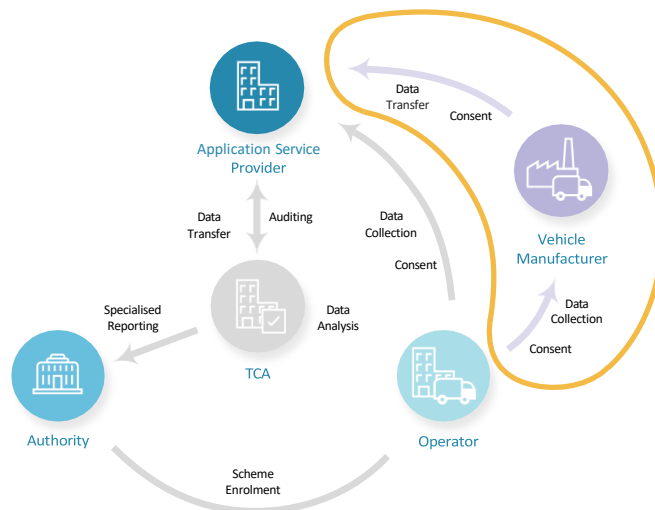 Data
Transfer
Consent
Application Service
Provider
Data
Transfer
Auditing
Data
Collection
Consent
Vehicle
Manufacturer
Specialised
Reporting
Data
Analysis
Data
Collection
Consent
TCA
Authority
Operator
Scheme
Enrolment